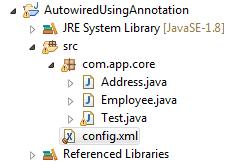 AutowiredUsingAnnotation
JRE System Library [JavaSE-1.8]
src
com.app.core
Address.java
Employee.java
Test.java
config.xml
Referenced Libraries